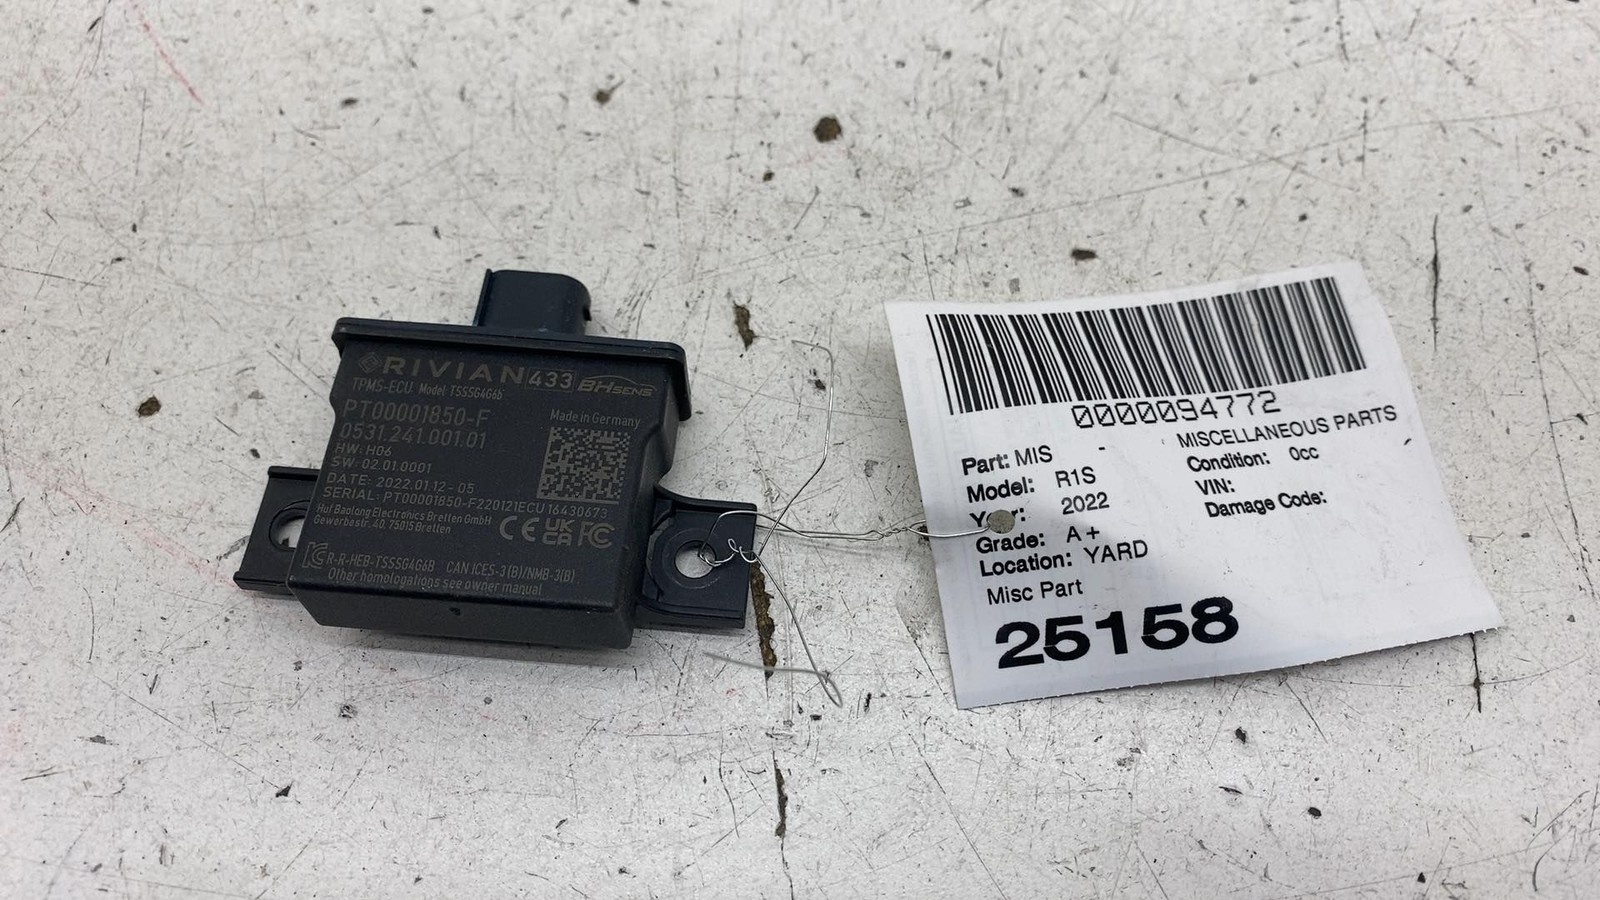 RIVIAN 433 BHSENS
TPMS-ECU Model TSSSG4G6b
PT00001850-F
Made in Germany
0531.241.001.01
HW: H06
SW: 02.01.0001
DATE: 2022.01.12 - 05
SERIAL: PT00001850-F220121ECU16430673
Huf Baolong Electronics Bretten GmbH
Gewerbestr. 40, 75015 Bretten
CE UK CA FC
R-R-HEB-TSSSG4G6B CAN ICES-3(B)/NMB-3(B)
Other homologations see owner manual
0000094772
Part: MIS - MISCELLANEOUS PARTS
Model: R1S Condition: 0cc
Year: 2022 VIN:
Grade: A+ Damage Code:
Location: YARD
Misc Part
25158